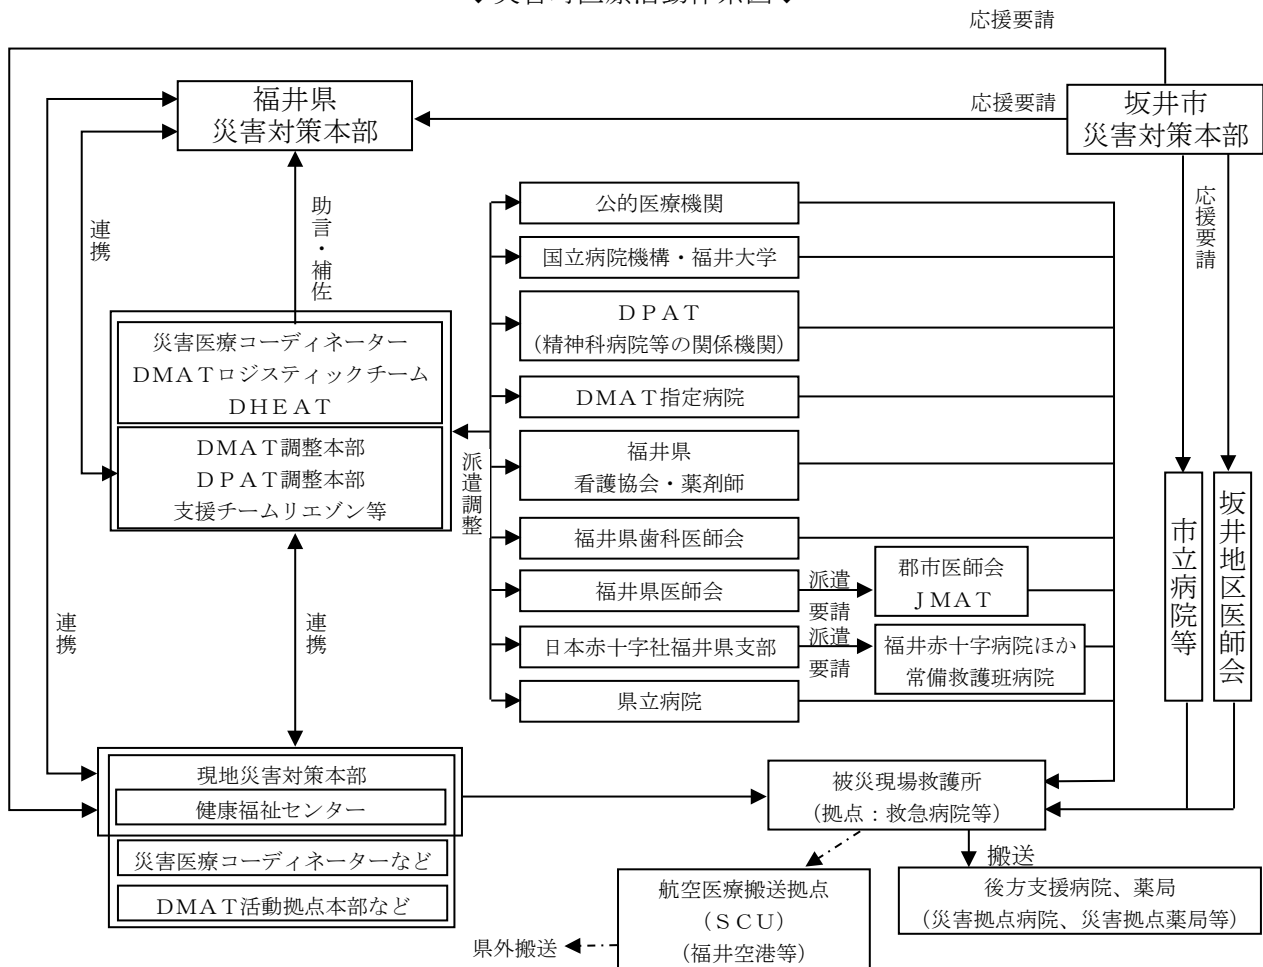 応援要請
福井県
災害対策本部
応援要請
坂井市
災害対策本部
連携
助言・補佐
応援要請
公的医療機関
国立病院機構・福井大学
ＤＰＡＴ
（精神科病院等の関係機関）
ＤＭＡＴ指定病院
福井県
看護協会・薬剤師
福井県歯科医師会
福井県医師会
派遣
要請
郡市医師会
ＪＭＡＴ
日本赤十字社福井県支部
派遣
要請
福井赤十字病院ほか
常備救護班病院
県立病院
災害医療コーディネーター
ＤＭＡＴロジスティックチーム
ＤＨＥＡＴ
ＤＭＡＴ調整本部
ＤＰＡＴ調整本部
支援チームリエゾン等
派遣調整
市立病院等
坂井地区医師会
連携
連携
現地災害対策本部
健康福祉センター
災害医療コーディネーターなど
ＤＭＡＴ活動拠点本部など
被災現場救護所
（拠点：救急病院等）
搬送
後方支援病院、薬局
（災害拠点病院、災害拠点薬局等）
航空医療搬送拠点
（ＳＣＵ）
（福井空港等）
県外搬送